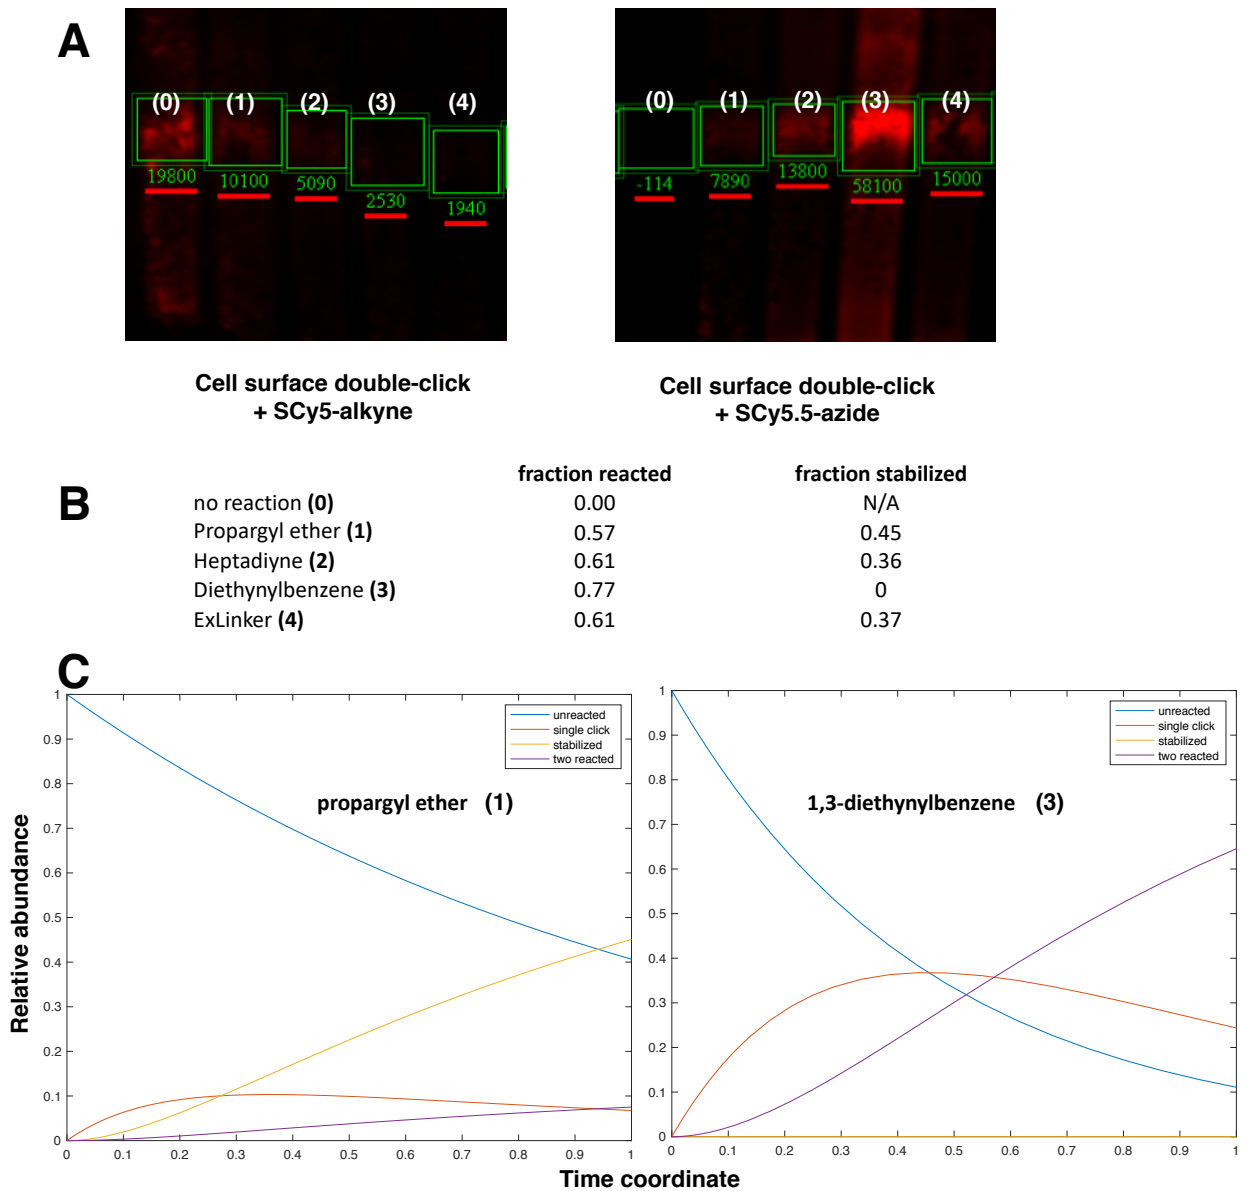 A
(0) (1) (2) (3) (4)
19800 10100 5090 2530 1940
(0) (1) (2) (3) (4)
-114 7890 13800 58100 15000
Cell surface double-click
+ SCy5-alkyne
Cell surface double-click
+ SCy5.5-azide
B
fraction reacted fraction stabilized
no reaction (0) 0.00 N/A
Propargyl ether (1) 0.57 0.45
Heptadiyne (2) 0.61 0.36
Diethynylbenzene (3) 0.77 0
ExLinker (4) 0.61 0.37
C
Relative abundance
1
0.9
0.8
0.7
0.6
0.5
0.4
0.3
0.2
0.1
0
0 0.1 0.2 0.3 0.4 0.5 0.6 0.7 0.8 0.9 1
unreacted
single click
stabilized
two reacted
propargyl ether (1)
1
0.9
0.8
0.7
0.6
0.5
0.4
0.3
0.2
0.1
0
0 0.1 0.2 0.3 0.4 0.5 0.6 0.7 0.8 0.9 1
unreacted
single click
stabilized
two reacted
1,3-diethynylbenzene (3)
Time coordinate